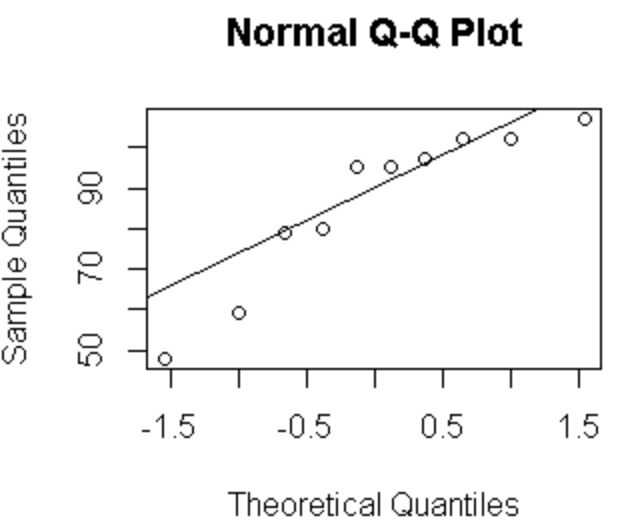 Normal Q-Q Plot
Sample Quantiles
90
70
50
-1.5 -0.5 0.5 1.5
Theoretical Quantiles